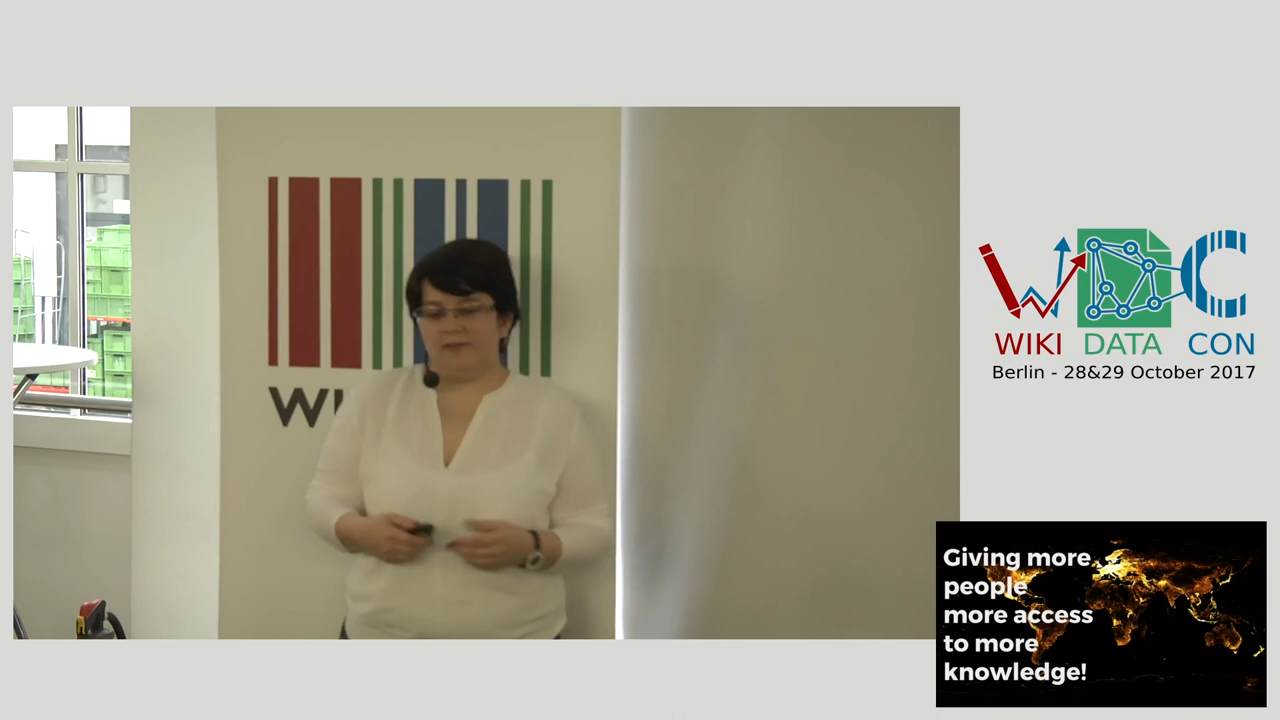 WIKI DATA CON
Berlin - 28&29 October 2017
Giving more
people
more access
to more
knowledge!